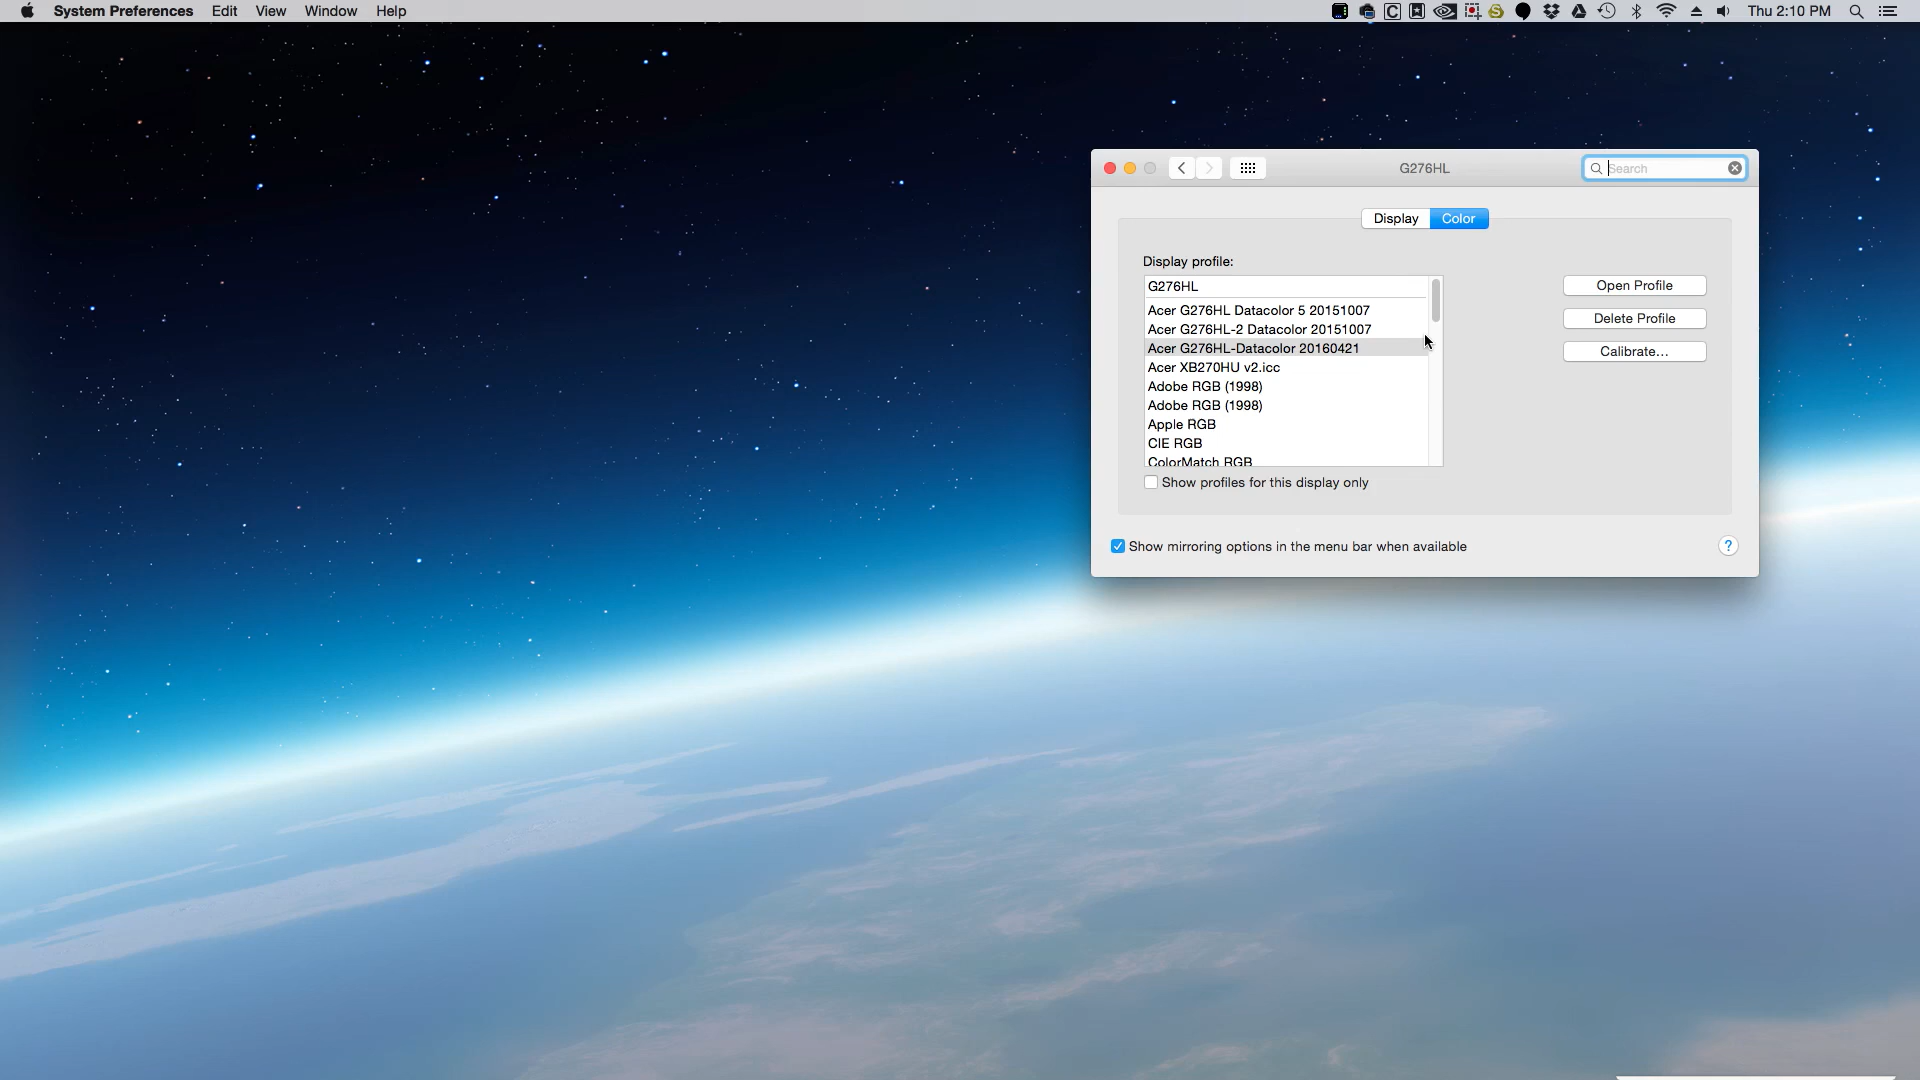 System Preferences Edit View Window Help
Thu 2:10 PM
G276HL
Search
Display Color
Display profile:
G276HL
Acer G276HL Datacolor 5 20151007
Acer G276HL-2 Datacolor 20151007
Acer G276HL-Datacolor 20160421
Acer XB270HU v2.icc
Adobe RGB (1998)
Adobe RGB (1998)
Apple RGB
CIE RGB
ColorMatch RGB
Open Profile
Delete Profile
Calibrate...
Show profiles for this display only
Show mirroring options in the menu bar when available
?